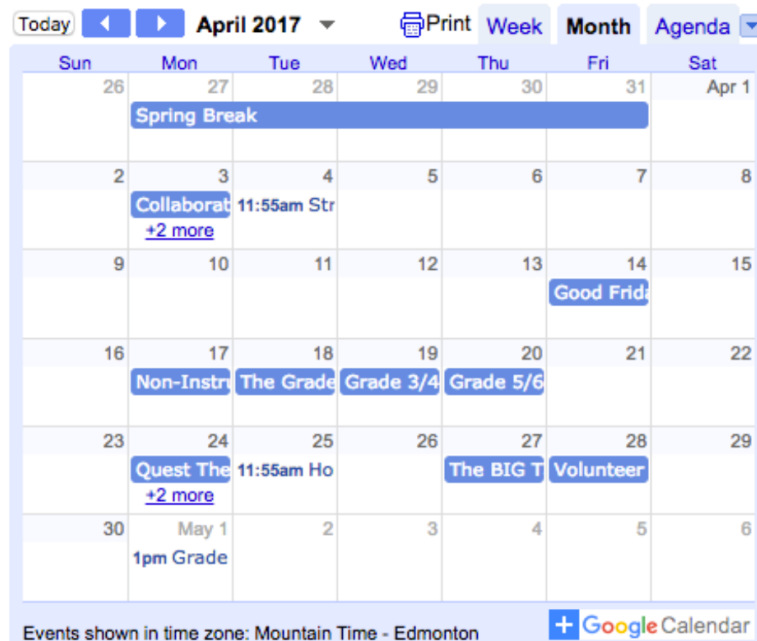 Today April 2017 Print Week Month Agenda
Sun Mon Tue Wed Thu Fri Sat
26 27 28 29 30 31 Apr 1
Spring Break
2 3 4 5 6 7 8
Collaborat 11:55am Str
+2 more
9 10 11 12 13 14 15
Good Frida
16 17 18 19 20 21 22
Non-Instru The Grade Grade 3/4 Grade 5/6
23 24 25 26 27 28 29
Quest The 11:55am Ho The BIG T Volunteer
+2 more
30 May 1 2 3 4 5 6
1pm Grade
Events shown in time zone: Mountain Time - Edmonton + Google Calendar